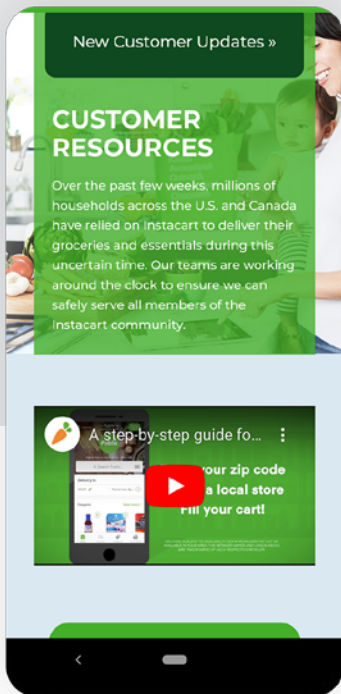 New Customer Updates »
CUSTOMER
RESOURCES
Over the past few weeks, millions of
households across the U.S. and Canada
have relied on Instacart to deliver their
groceries and essentials during this
uncertain time. Our teams are working
around the clock to ensure we can
safely serve all members of the
Instacart community.
A step-by-step guide fo...
your zip code
a local store
Fill your cart!